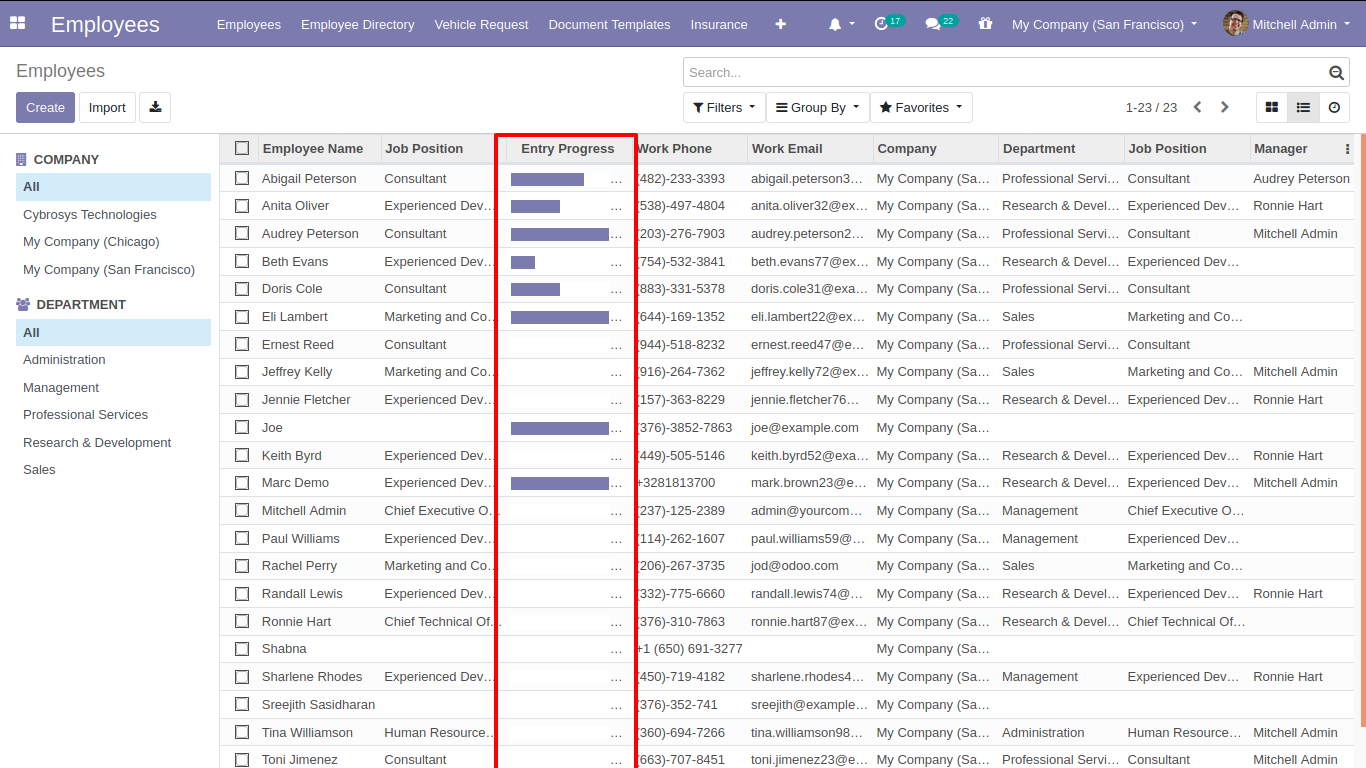 Employees Employees Employee Directory Vehicle Request Document Templates Insurance 17 22 My Company (San Francisco) Mitchell Admin
Employees
Search...
Create Import Filters Group By Favorites 1-23 / 23
COMPANY
All
Cybrosys Technologies
My Company (Chicago)
My Company (San Francisco)
DEPARTMENT
All
Administration
Management
Professional Services
Research & Development
Sales
Employee Name Job Position Entry Progress Work Phone Work Email Company Department Job Position Manager
Abigail Peterson Consultant ... (482)-233-3393 abigail.peterson3... My Company (Sa... Professional Servi... Consultant Audrey Peterson
Anita Oliver Experienced Dev... ... (538)-497-4804 anita.oliver32@ex... My Company (Sa... Research & Devel... Experienced Dev... Ronnie Hart
Audrey Peterson Consultant ... (203)-276-7903 audrey.peterson2... My Company (Sa... Professional Servi... Consultant Mitchell Admin
Beth Evans Experienced Dev... ... (754)-532-3841 beth.evans77@ex... My Company (Sa... Research & Devel... Experienced Dev...
Doris Cole Consultant ... (883)-331-5378 doris.cole31@exa... My Company (Sa... Professional Servi... Consultant
Eli Lambert Marketing and Co... ... (644)-169-1352 eli.lambert22@ex... My Company (Sa... Sales Marketing and Co...
Ernest Reed Consultant ... (944)-518-8232 ernest.reed47@e... My Company (Sa... Professional Servi... Consultant
Jeffrey Kelly Marketing and Co... ... (916)-264-7362 jeffrey.kelly72@ex... My Company (Sa... Sales Marketing and Co... Mitchell Admin
Jennie Fletcher Experienced Dev... ... (157)-363-8229 jennie.fletcher76... My Company (Sa... Research & Devel... Experienced Dev... Ronnie Hart
Joe ... (376)-3852-7863 joe@example.com My Company (Sa...
Keith Byrd Experienced Dev... ... (449)-505-5146 keith.byrd52@exa... My Company (Sa... Research & Devel... Experienced Dev... Ronnie Hart
Marc Demo Experienced Dev... ... +3281813700 mark.brown23@e... My Company (Sa... Research & Devel... Experienced Dev... Mitchell Admin
Mitchell Admin Chief Executive O... ... (237)-125-2389 admin@yourcom... My Company (Sa... Management Chief Executive O...
Paul Williams Experienced Dev... ... (114)-262-1607 paul.williams59@... My Company (Sa... Management Experienced Dev...
Rachel Perry Marketing and Co... ... (206)-267-3735 jod@odoo.com My Company (Sa... Sales Marketing and Co...
Randall Lewis Experienced Dev... ... (332)-775-6660 randall.lewis74@... My Company (Sa... Research & Devel... Experienced Dev... Ronnie Hart
Ronnie Hart Chief Technical Of... ... (376)-310-7863 ronnie.hart87@ex... My Company (Sa... Research & Devel... Chief Technical Of...
Shabna ... +1 (650) 691-3277 My Company (Sa...
Sharlene Rhodes Experienced Dev... ... (450)-719-4182 sharlene.rhodes4... My Company (Sa... Management Experienced Dev... Ronnie Hart
Sreejith Sasidharan ... (376)-352-741 sreejith@example... My Company (Sa...
Tina Williamson Human Resource... ... (360)-694-7266 tina.williamson98... My Company (Sa... Administration Human Resource... Mitchell Admin
Toni Jimenez Consultant ... (663)-707-8451 toni.jimenez23@e... My Company (Sa... Management Consultant Mitchell Admin